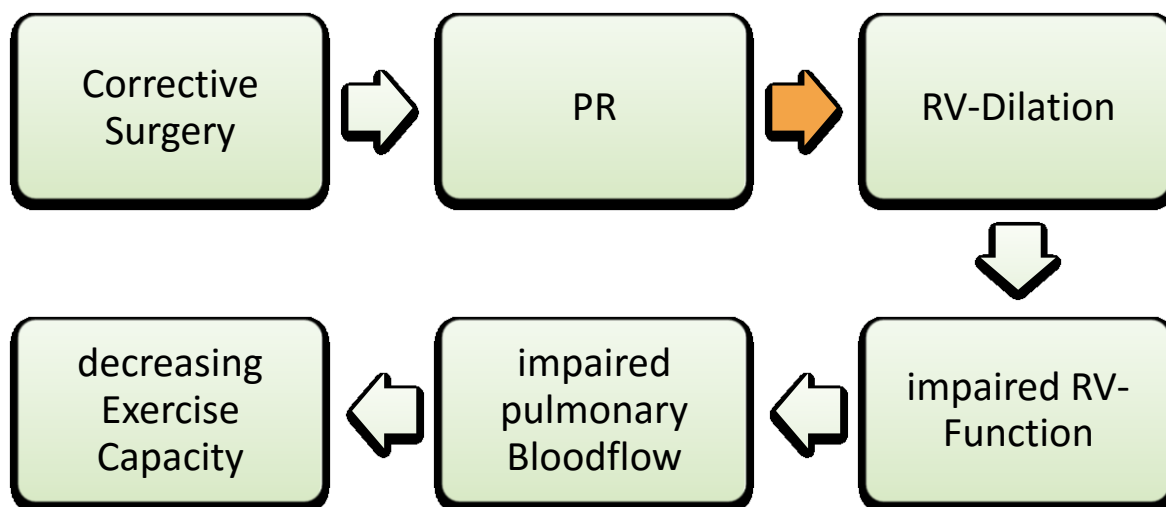 Corrective
Surgery
PR
RV-Dilation
impaired RV-
Function
impaired
pulmonary
Bloodflow
decreasing
Exercise
Capacity